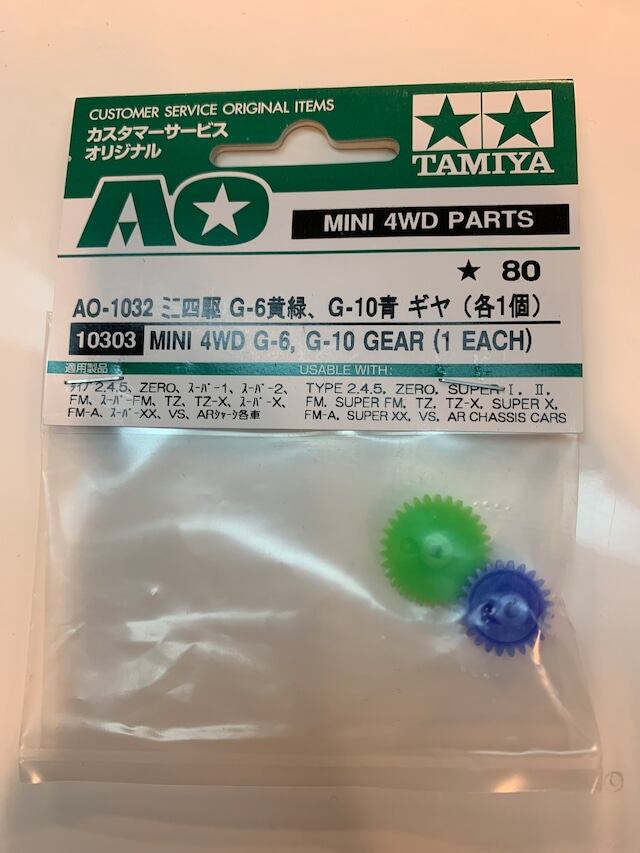 CUSTOMER SERVICE ORIGINAL ITEMS
カスタマーサービス
オリジナル
TAMIYA
AO
MINI 4WD PARTS
★ 80
AO-1032 ミニ四駆 G-6黄緑、G-10青 ギヤ（各1個）
10303 MINI 4WD G-6, G-10 GEAR (1 EACH)
適用製品
ﾀｲﾌﾟ2.4.5、ZERO、ｽｰﾊﾟｰ1、ｽｰﾊﾟｰ2、
FM、ｽｰﾊﾟｰFM、TZ、TZ-X、ｽｰﾊﾟｰX、
FM-A、ｽｰﾊﾟｰXX、VS、ARｼｬｰｼ各車
USABLE WITH:
TYPE 2.4.5, ZERO, SUPER Ⅰ, Ⅱ,
FM, SUPER FM, TZ, TZ-X, SUPER X,
FM-A, SUPER XX, VS, AR CHASSIS CARS